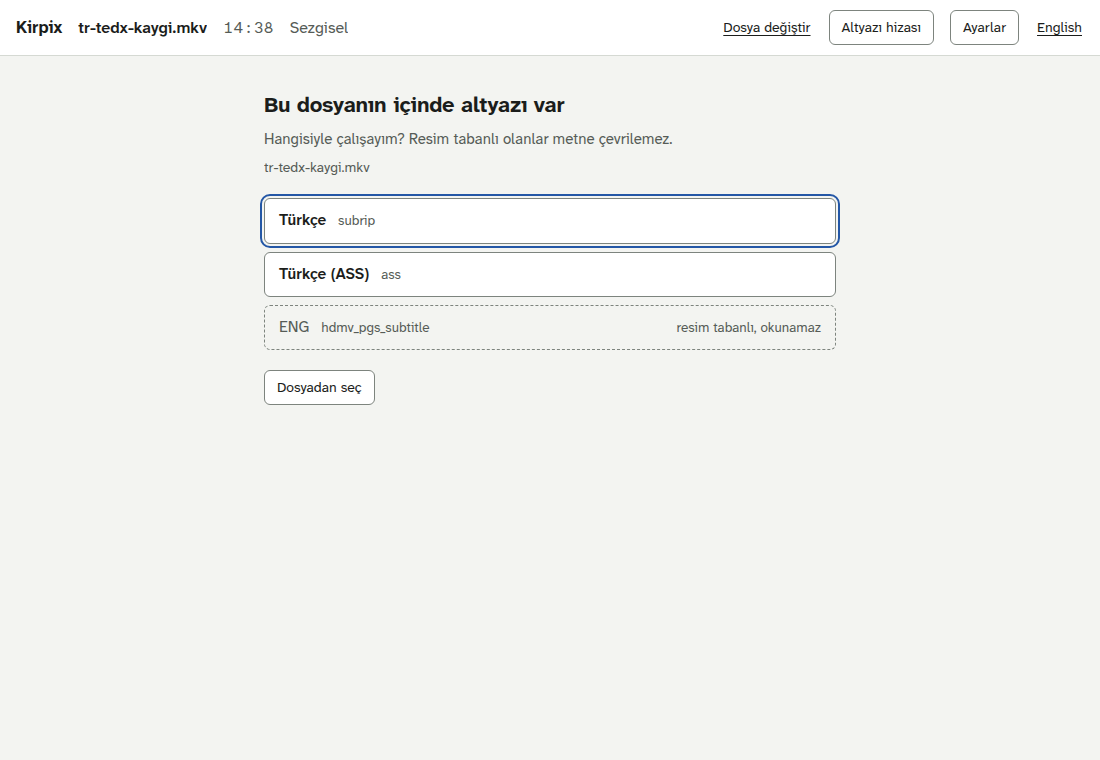 Kirpix tr-tedx-kaygi.mkv 14:38 Sezgisel Dosya değiştir Altyazı hizası Ayarlar English
Bu dosyanın içinde altyazı var
Hangisiyle çalışayım? Resim tabanlı olanlar metne çevrilemez.
tr-tedx-kaygi.mkv
Türkçe subrip
Türkçe (ASS) ass
ENG hdmv_pgs_subtitle resim tabanlı, okunamaz
Dosyadan seç